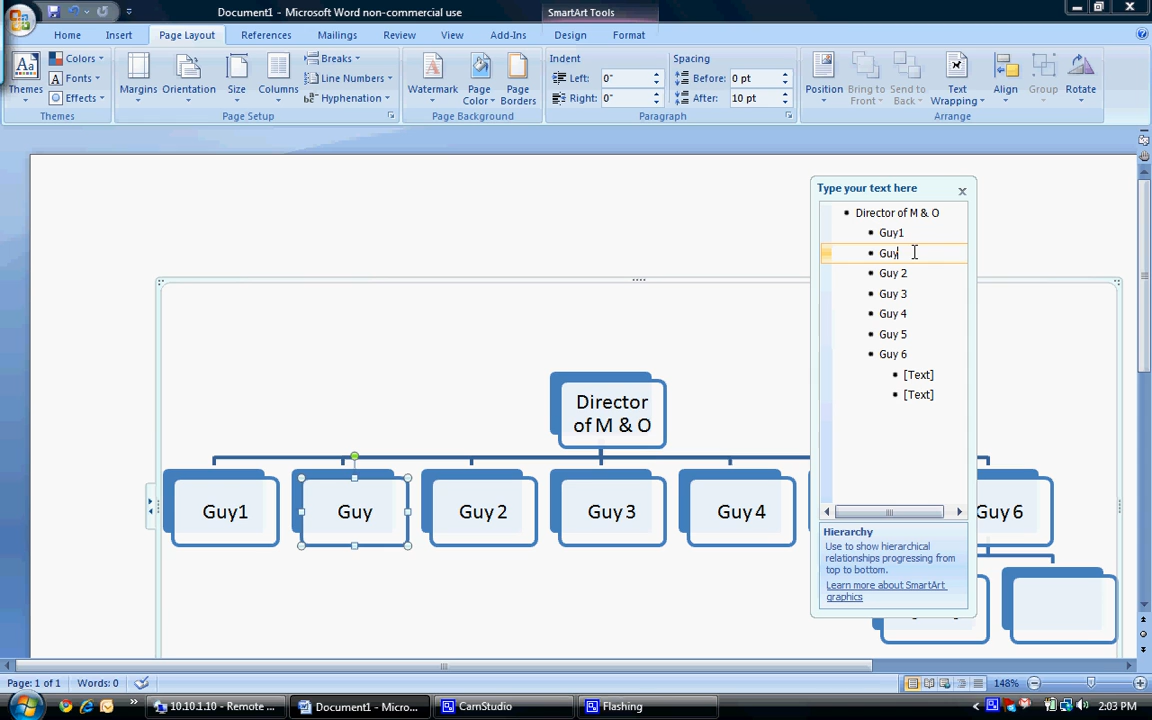 Document1 - Microsoft Word non-commercial use
SmartArt Tools
Home Insert Page Layout References Mailings Review View Add-Ins Design Format
Themes
Colors
Fonts
Effects
Themes
Margins
Orientation
Size
Columns
Breaks
Line Numbers
Hyphenation
Page Setup
Watermark
Page Color
Page Borders
Page Background
Indent
Left: 0"
Right: 0"
Spacing
Before: 0 pt
After: 10 pt
Paragraph
Position
Bring to Front
Send to Back
Text Wrapping
Align
Group
Rotate
Arrange
Type your text here
Director of M & O
Guy1
Guy
Guy 2
Guy 3
Guy 4
Guy 5
Guy 6
[Text]
[Text]
Hierarchy
Use to show hierarchical
relationships progressing from
top to bottom.
Learn more about SmartArt
graphics
Director
of M & O
Guy1
Guy
Guy 2
Guy 3
Guy 4
Guy 6
Page: 1 of 1 Words: 0 148%
10.10.1.10 - Remote ...
Document1 - Micro...
CamStudio
Flashing
2:03 PM